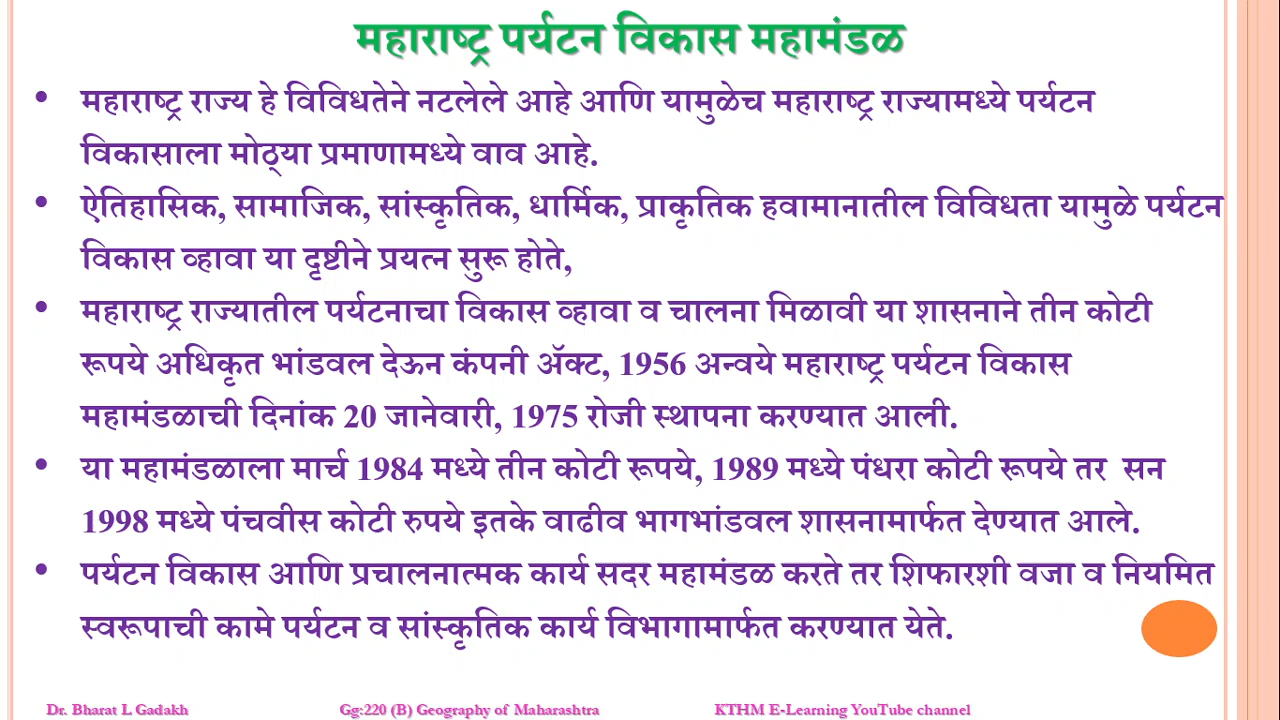 महाराष्ट्र पर्यटन विकास महामंडळ
• महाराष्ट्र राज्य हे विविधतेने नटलेले आहे आणि यामुळेच महाराष्ट्र राज्यामध्ये पर्यटन
विकासाला मोठ्या प्रमाणामध्ये वाव आहे.
• ऐतिहासिक, सामाजिक, सांस्कृतिक, धार्मिक, प्राकृतिक हवामानातील विविधता यामुळे पर्यटन
विकास व्हावा या दृष्टीने प्रयत्न सुरू होते,
• महाराष्ट्र राज्यातील पर्यटनाचा विकास व्हावा व चालना मिळावी या शासनाने तीन कोटी
रूपये अधिकृत भांडवल देऊन कंपनी ॲक्ट, 1956 अन्वये महाराष्ट्र पर्यटन विकास
महामंडळाची दिनांक 20 जानेवारी, 1975 रोजी स्थापना करण्यात आली.
• या महामंडळाला मार्च 1984 मध्ये तीन कोटी रूपये, 1989 मध्ये पंधरा कोटी रूपये तर सन
1998 मध्ये पंचवीस कोटी रुपये इतके वाढीव भागभांडवल शासनामार्फत देण्यात आले.
• पर्यटन विकास आणि प्रचालनात्मक कार्य सदर महामंडळ करते तर शिफारशी वजा व नियमित
स्वरूपाची कामे पर्यटन व सांस्कृतिक कार्य विभागामार्फत करण्यात येते.
Dr. Bharat L Gadakh Gg:220 (B) Geography of Maharashtra KTHM E-Learning YouTube channel